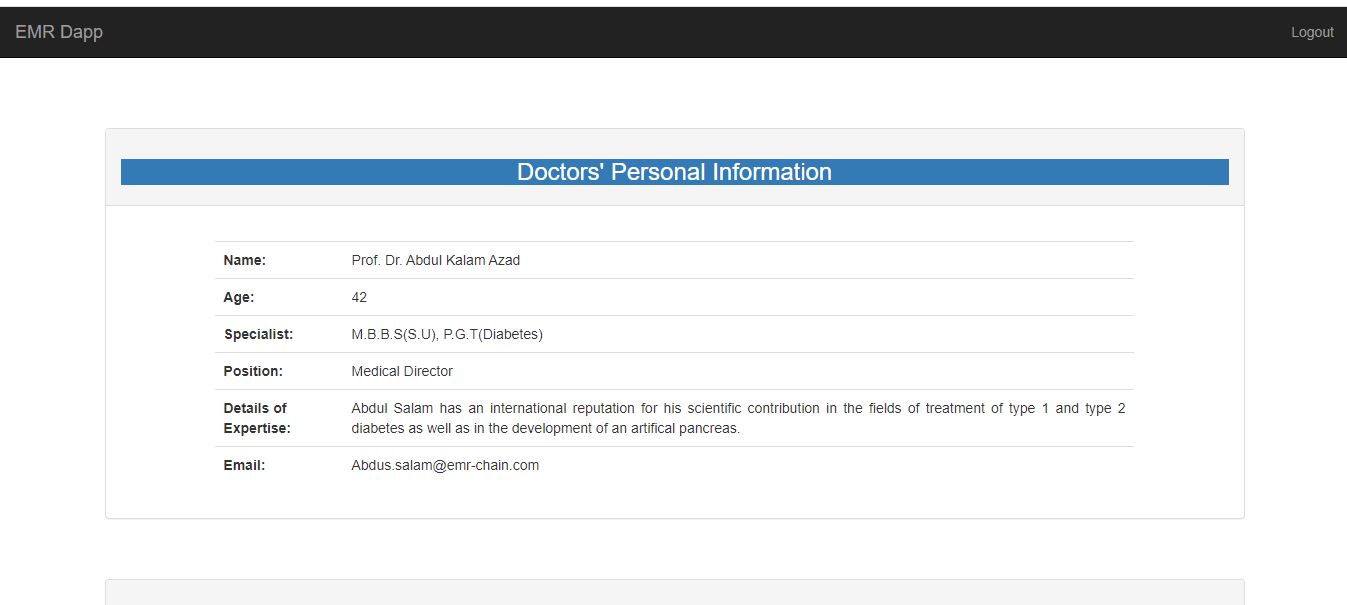 EMR Dapp
Logout
Doctors' Personal Information
Name: Prof. Dr. Abdul Kalam Azad
Age: 42
Specialist: M.B.B.S(S.U), P.G.T(Diabetes)
Position: Medical Director
Details of Expertise: Abdul Salam has an international reputation for his scientific contribution in the fields of treatment of type 1 and type 2
diabetes as well as in the development of an artifical pancreas.
Email: Abdus.salam@emr-chain.com